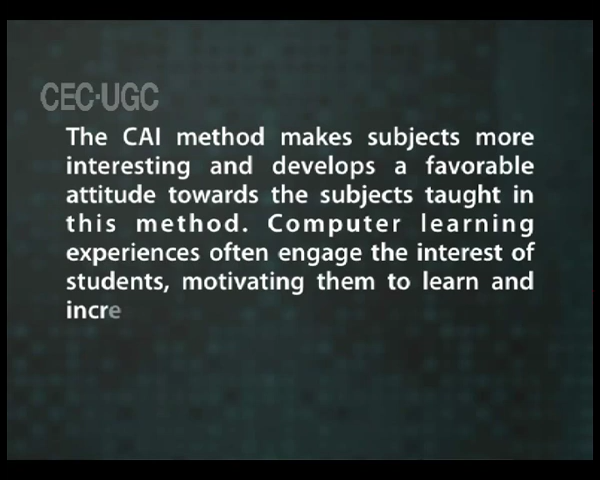 CEC-UGC
The CAI method makes subjects more
interesting and develops a favorable
attitude towards the subjects taught in
this method. Computer learning
experiences often engage the interest of
students, motivating them to learn and
incre